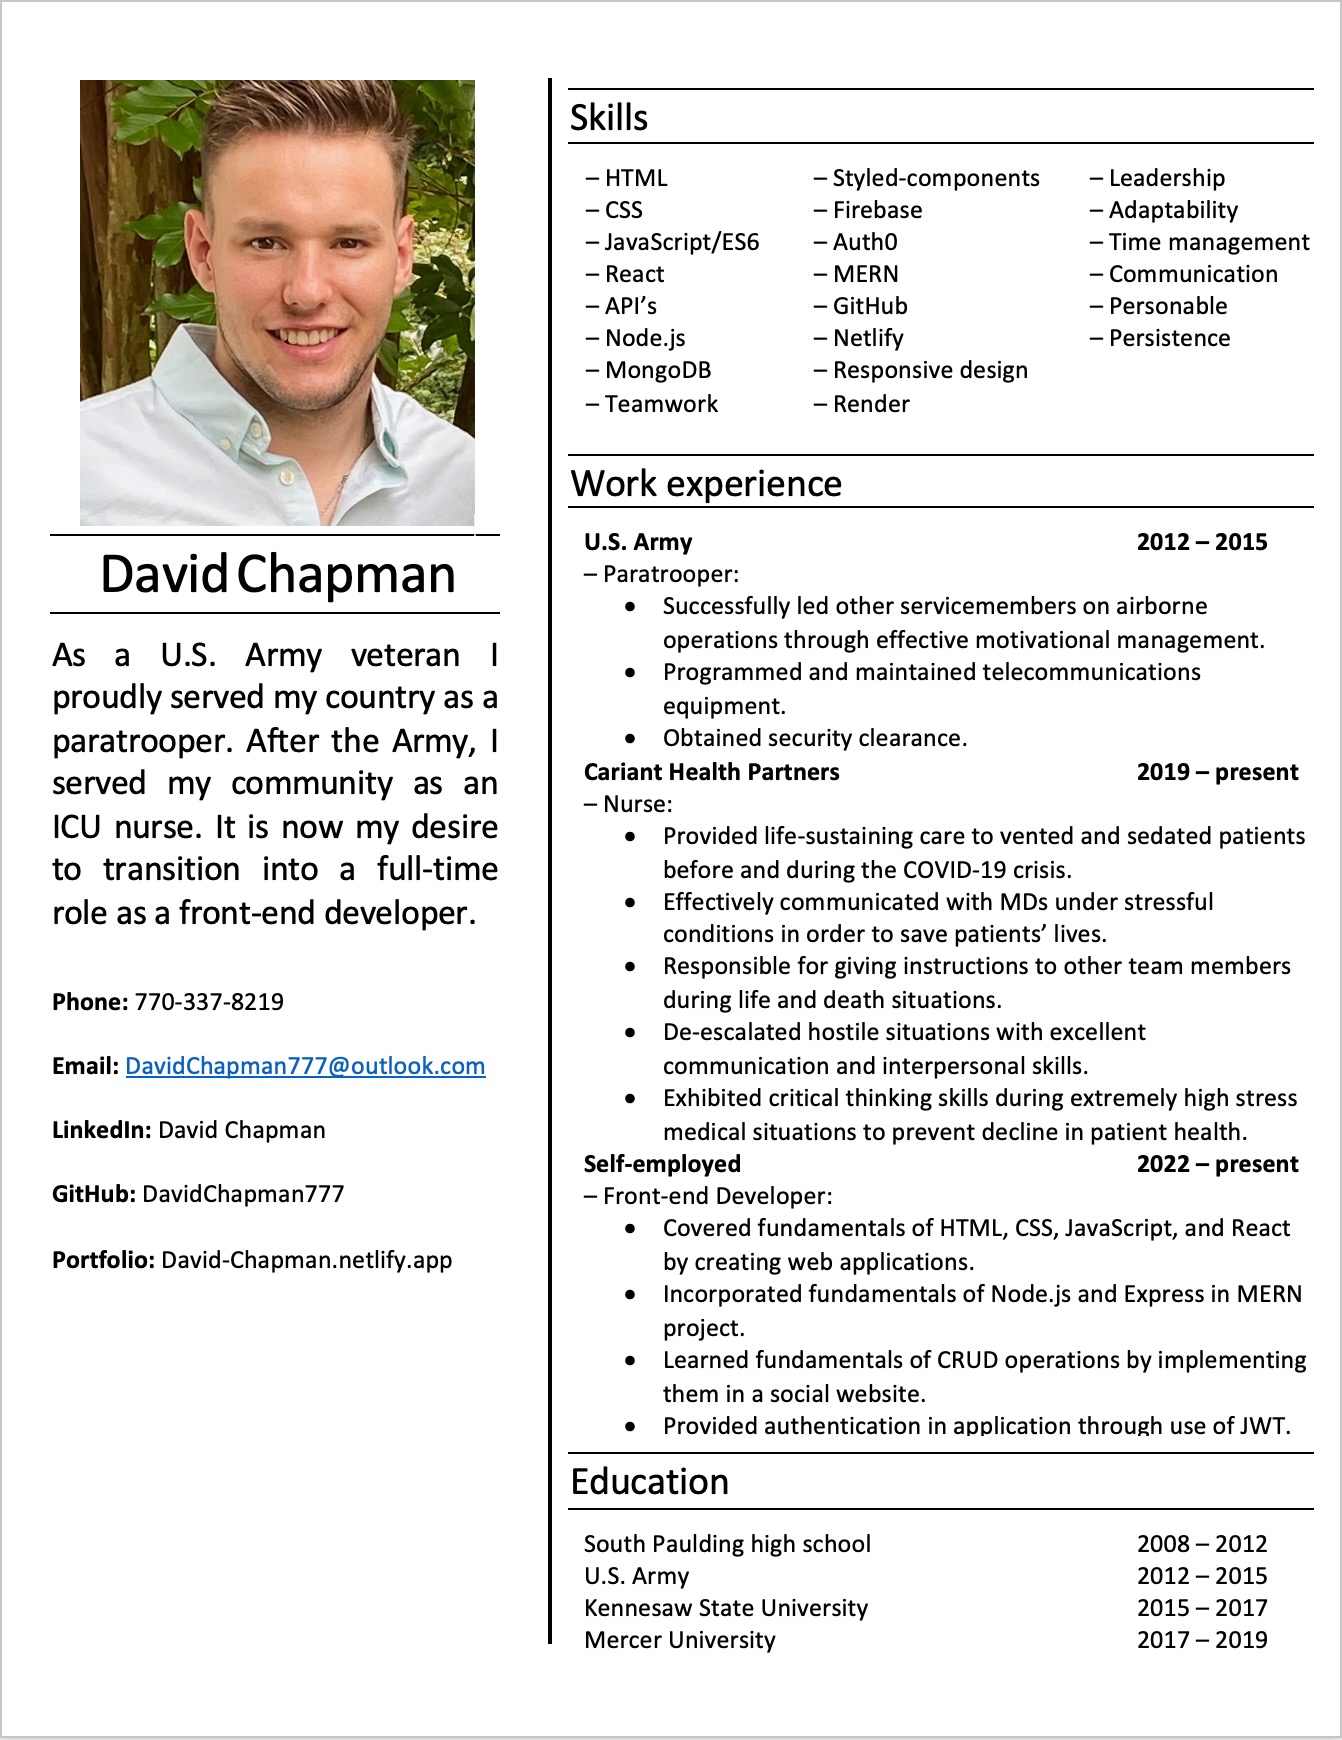 David Chapman
As a U.S. Army veteran I
proudly served my country as a
paratrooper. After the Army, I
served my community as an
ICU nurse. It is now my desire
to transition into a full-time
role as a front-end developer.
Phone: 770-337-8219
Email: DavidChapman777@outlook.com
LinkedIn: David Chapman
GitHub: DavidChapman777
Portfolio: David-Chapman.netlify.app
Skills
– HTML
– CSS
– JavaScript/ES6
– React
– API’s
– Node.js
– MongoDB
– Teamwork
– Styled-components
– Firebase
– Auth0
– MERN
– GitHub
– Netlify
– Responsive design
– Render
– Leadership
– Adaptability
– Time management
– Communication
– Personable
– Persistence
Work experience
U.S. Army 2012 – 2015
– Paratrooper:
• Successfully led other servicemembers on airborne
operations through effective motivational management.
• Programmed and maintained telecommunications
equipment.
• Obtained security clearance.
Cariant Health Partners 2019 – present
– Nurse:
• Provided life-sustaining care to vented and sedated patients
before and during the COVID-19 crisis.
• Effectively communicated with MDs under stressful
conditions in order to save patients’ lives.
• Responsible for giving instructions to other team members
during life and death situations.
• De-escalated hostile situations with excellent
communication and interpersonal skills.
• Exhibited critical thinking skills during extremely high stress
medical situations to prevent decline in patient health.
Self-employed 2022 – present
– Front-end Developer:
• Covered fundamentals of HTML, CSS, JavaScript, and React
by creating web applications.
• Incorporated fundamentals of Node.js and Express in MERN
project.
• Learned fundamentals of CRUD operations by implementing
them in a social website.
• Provided authentication in application through use of JWT.
Education
South Paulding high school 2008 – 2012
U.S. Army 2012 – 2015
Kennesaw State University 2015 – 2017
Mercer University 2017 – 2019